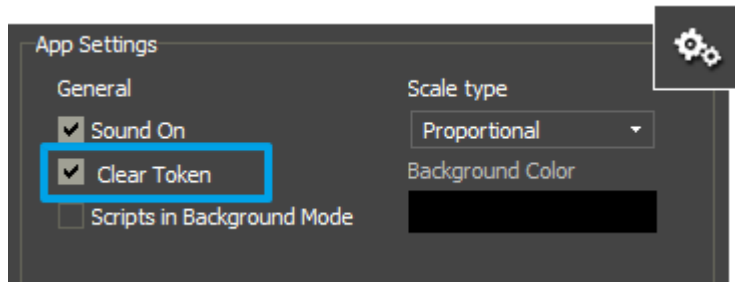 App Settings
General
Scale type
Sound On
Proportional
Clear Token
Background Color
Scripts in Background Mode